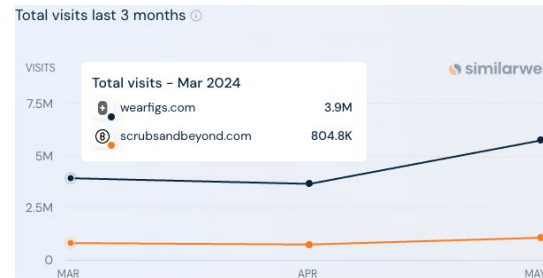 Total visits last 3 months
VISITS
similarwe
Total visits - Mar 2024
wearfigs.com 3.9M
scrubsandbeyond.com 804.8K
7.5M
5M
2.5M
0
MAR APR MAY